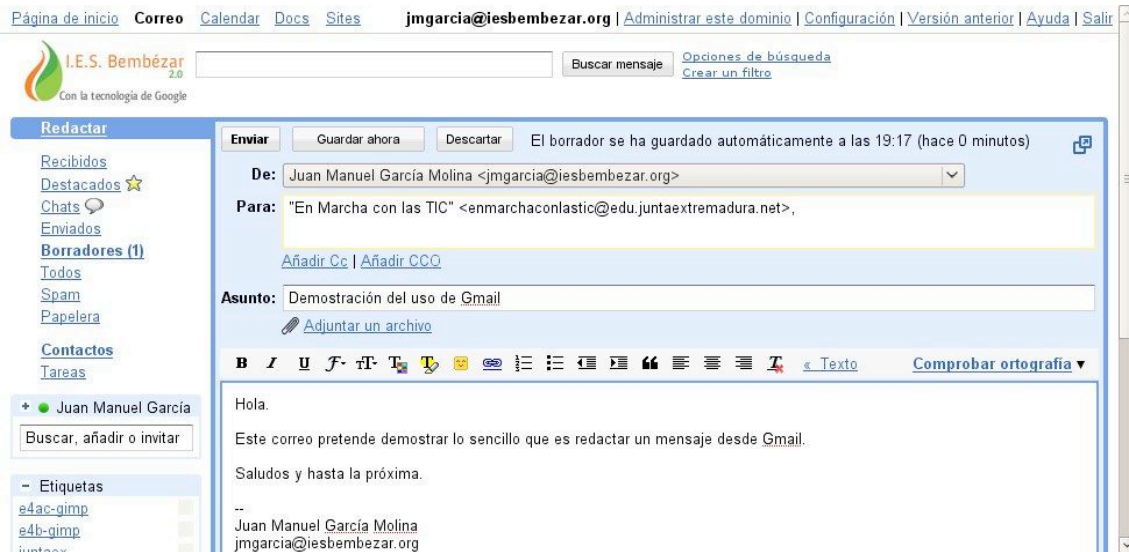 Página de inicio Correo Calendar Docs Sites jmgarcia@iesbembezar.org | Administrar este dominio | Configuración | Versión anterior | Ayuda | Salir
I.E.S. Bembézar
2.0
Con la tecnología de Google
Buscar mensaje
Opciones de búsqueda
Crear un filtro
Redactar
Recibidos
Destacados
Chats
Enviados
Borradores (1)
Todos
Spam
Papelera
Contactos
Tareas
+ Juan Manuel García
Buscar, añadir o invitar
− Etiquetas
e4ac-gimp
e4b-gimp
juntaex
Enviar Guardar ahora Descartar El borrador se ha guardado automáticamente a las 19:17 (hace 0 minutos)
De: Juan Manuel García Molina <jmgarcia@iesbembezar.org>
Para: "En Marcha con las TIC" <enmarchaconlastic@edu.juntaextremadura.net>,
Añadir Cc | Añadir CCO
Asunto: Demostración del uso de Gmail
Adjuntar un archivo
B I U « Texto Comprobar ortografía ▼
Hola.
Este correo pretende demostrar lo sencillo que es redactar un mensaje desde Gmail.
Saludos y hasta la próxima.
--
Juan Manuel García Molina
jmgarcia@iesbembezar.org